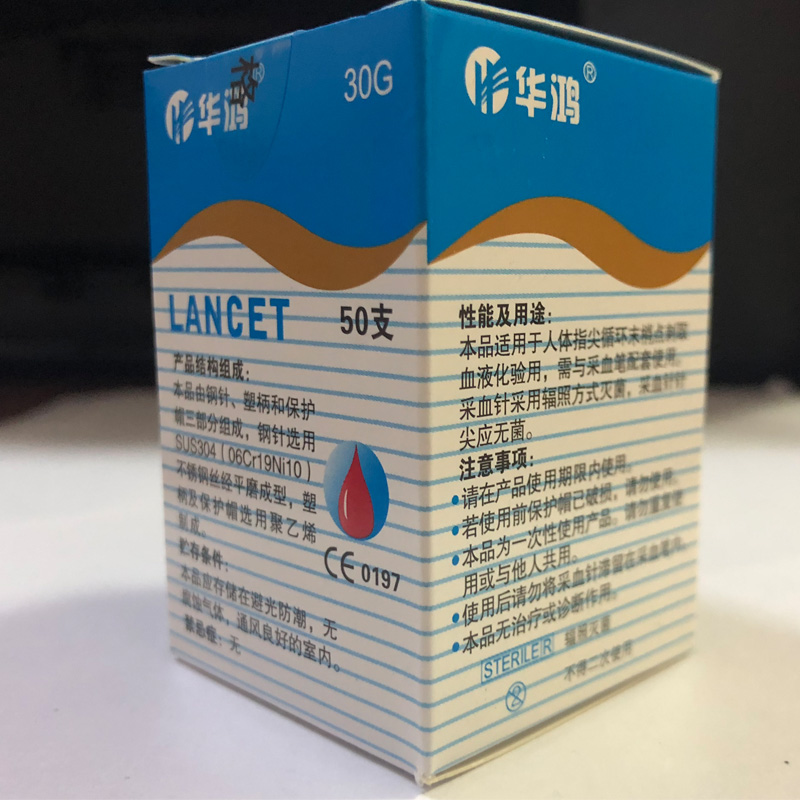 格
华鸿®
30G
LANCET
50支
产品结构组成：
本品由钢针、塑柄和保护
帽三部分组成，钢针选用
SUS304（06Cr19Ni10）
不锈钢丝经平磨成型，塑
柄及保护帽选用聚乙烯
制成。
CE 0197
贮存条件：
本品应存储在避光防潮，无
腐蚀气体，通风良好的室内。
禁忌症：无
华鸿®
性能及用途：
本品适用于人体指尖循环末梢点刺取
血液化验用，需与采血笔配套使用。
采血针采用辐照方式灭菌，采血针针
尖应无菌。
注意事项：
•请在产品使用期限内使用。
•若使用前保护帽已破损，请勿使用。
•本品为一次性使用产品。请勿重复使
用或与他人共用。
•使用后请勿将采血针滞留在采血笔内。
•本品无治疗或诊断作用。
STERILE R 辐照灭菌
2 不得二次使用